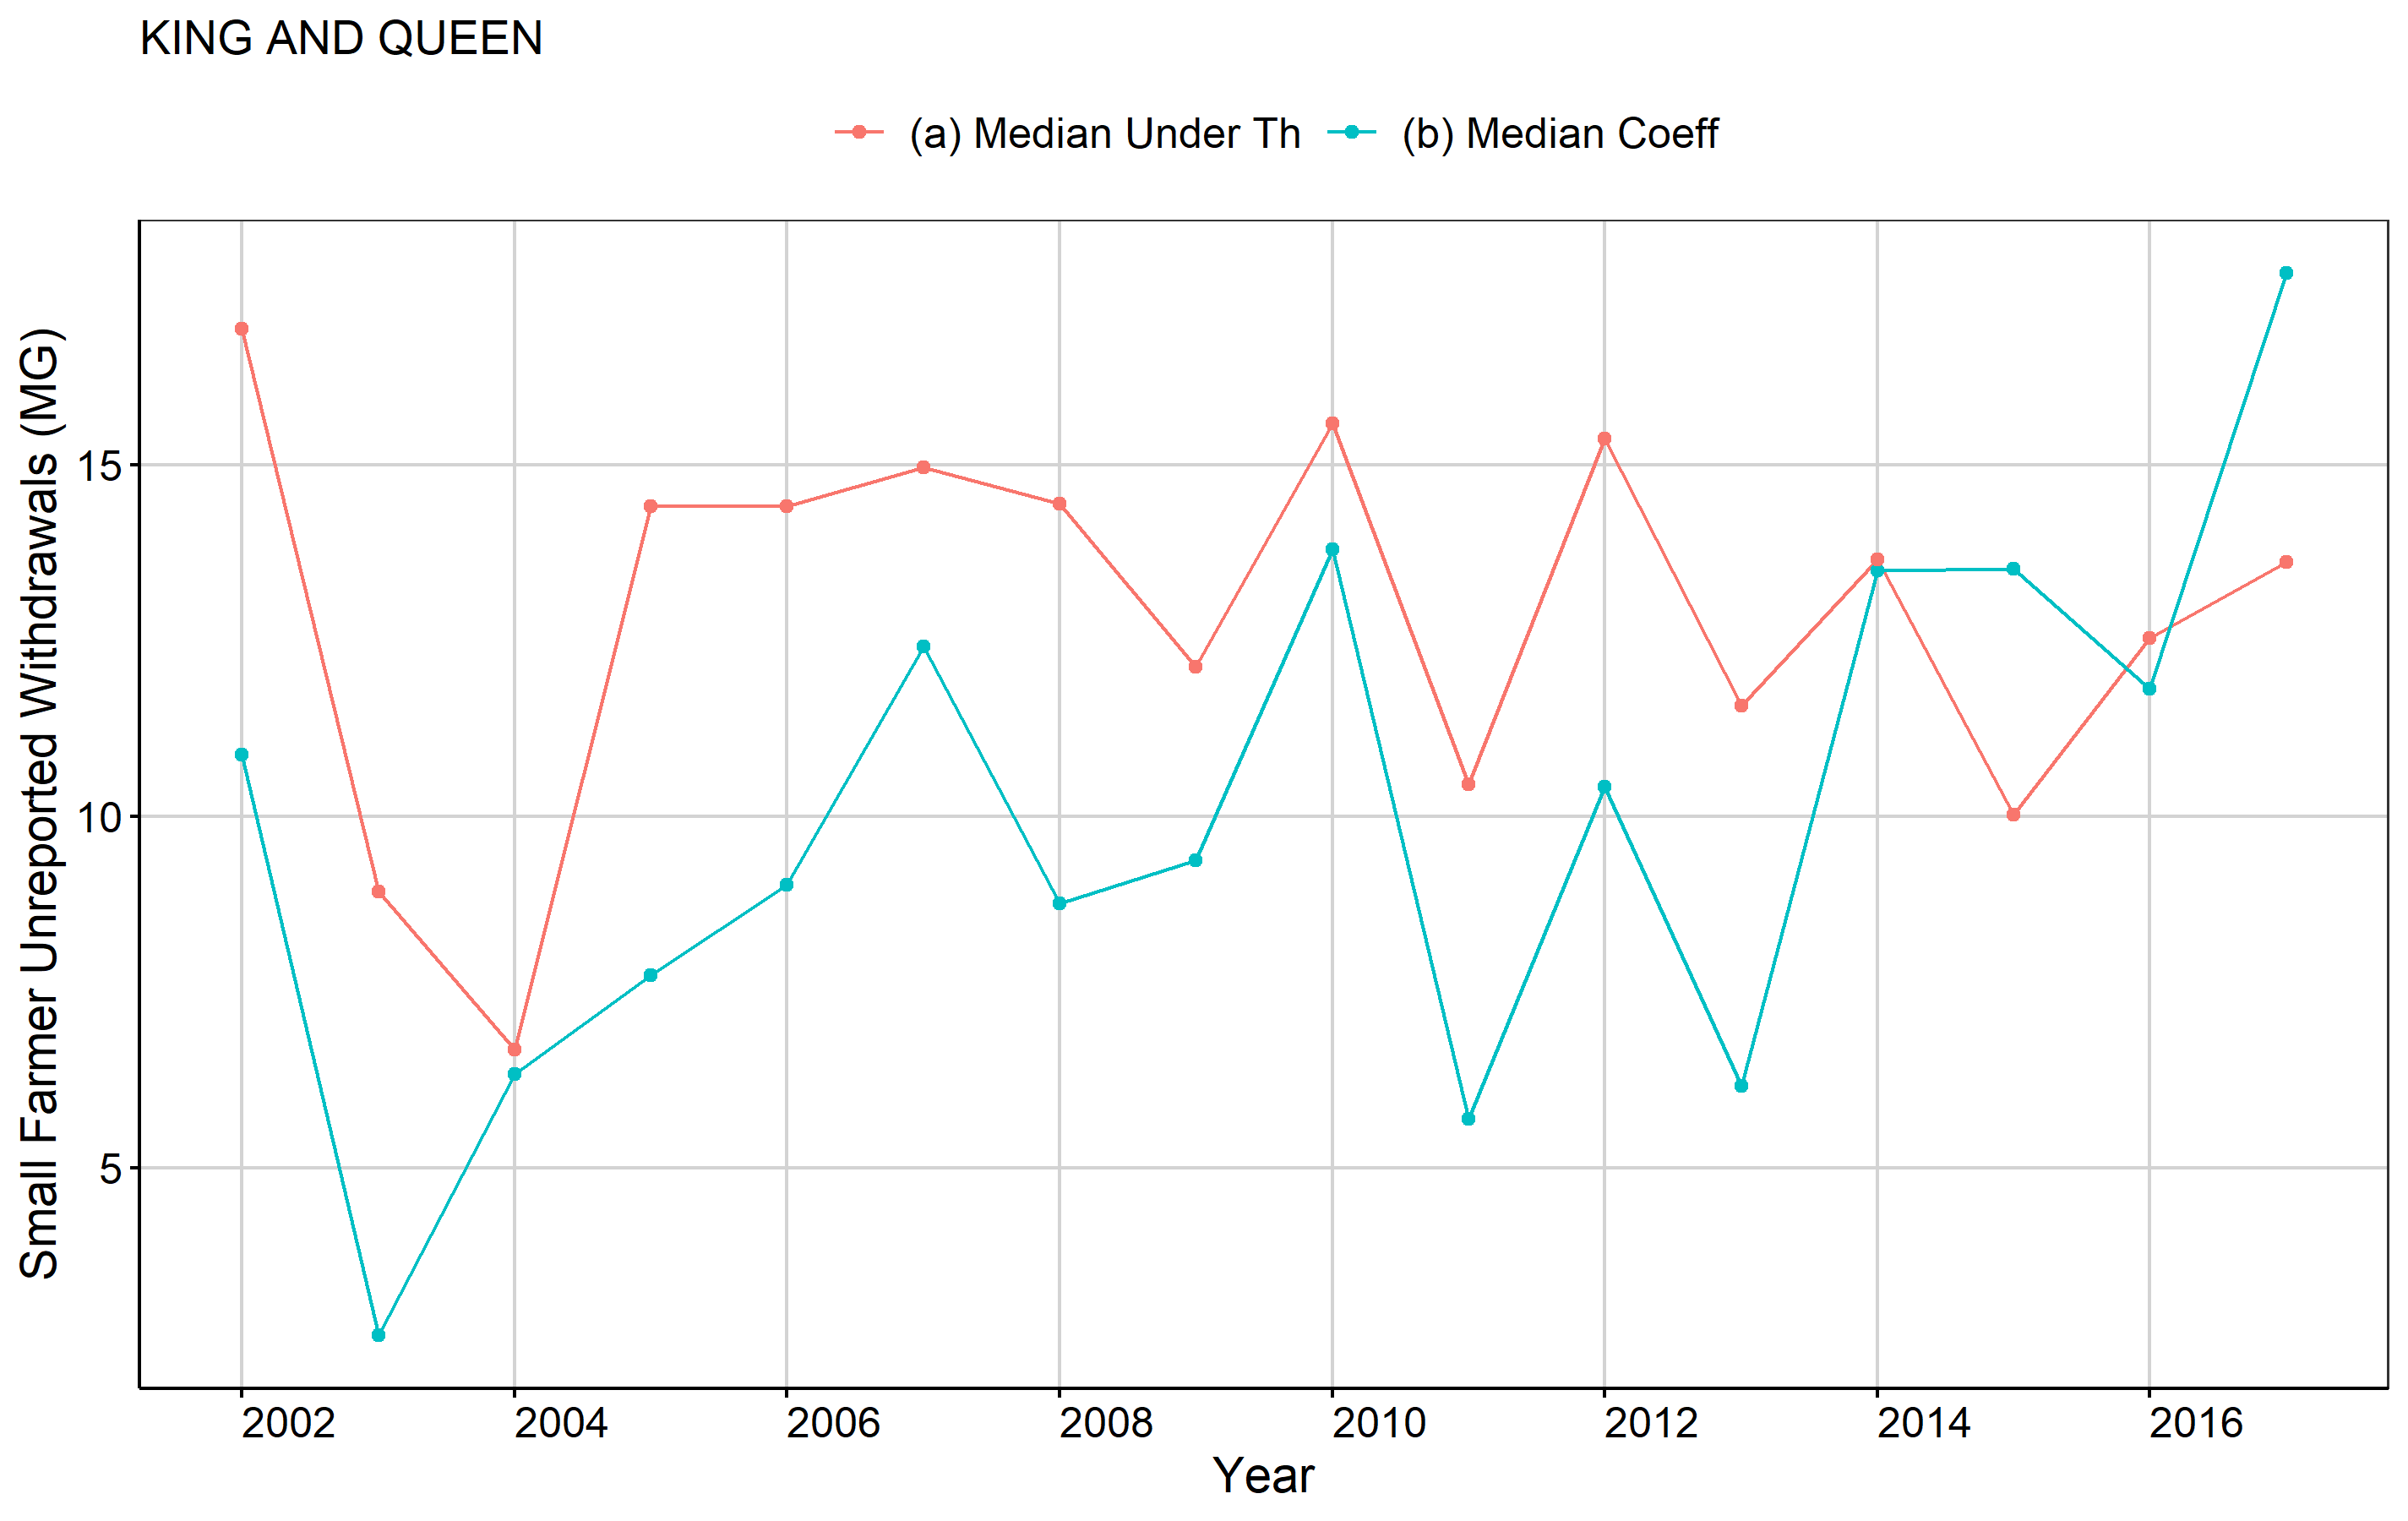 KING AND QUEEN
(a) Median Under Th (b) Median Coeff
Small Farmer Unreported Withdrawals (MG)
15
10
5
2002 2004 2006 2008 2010 2012 2014 2016
Year